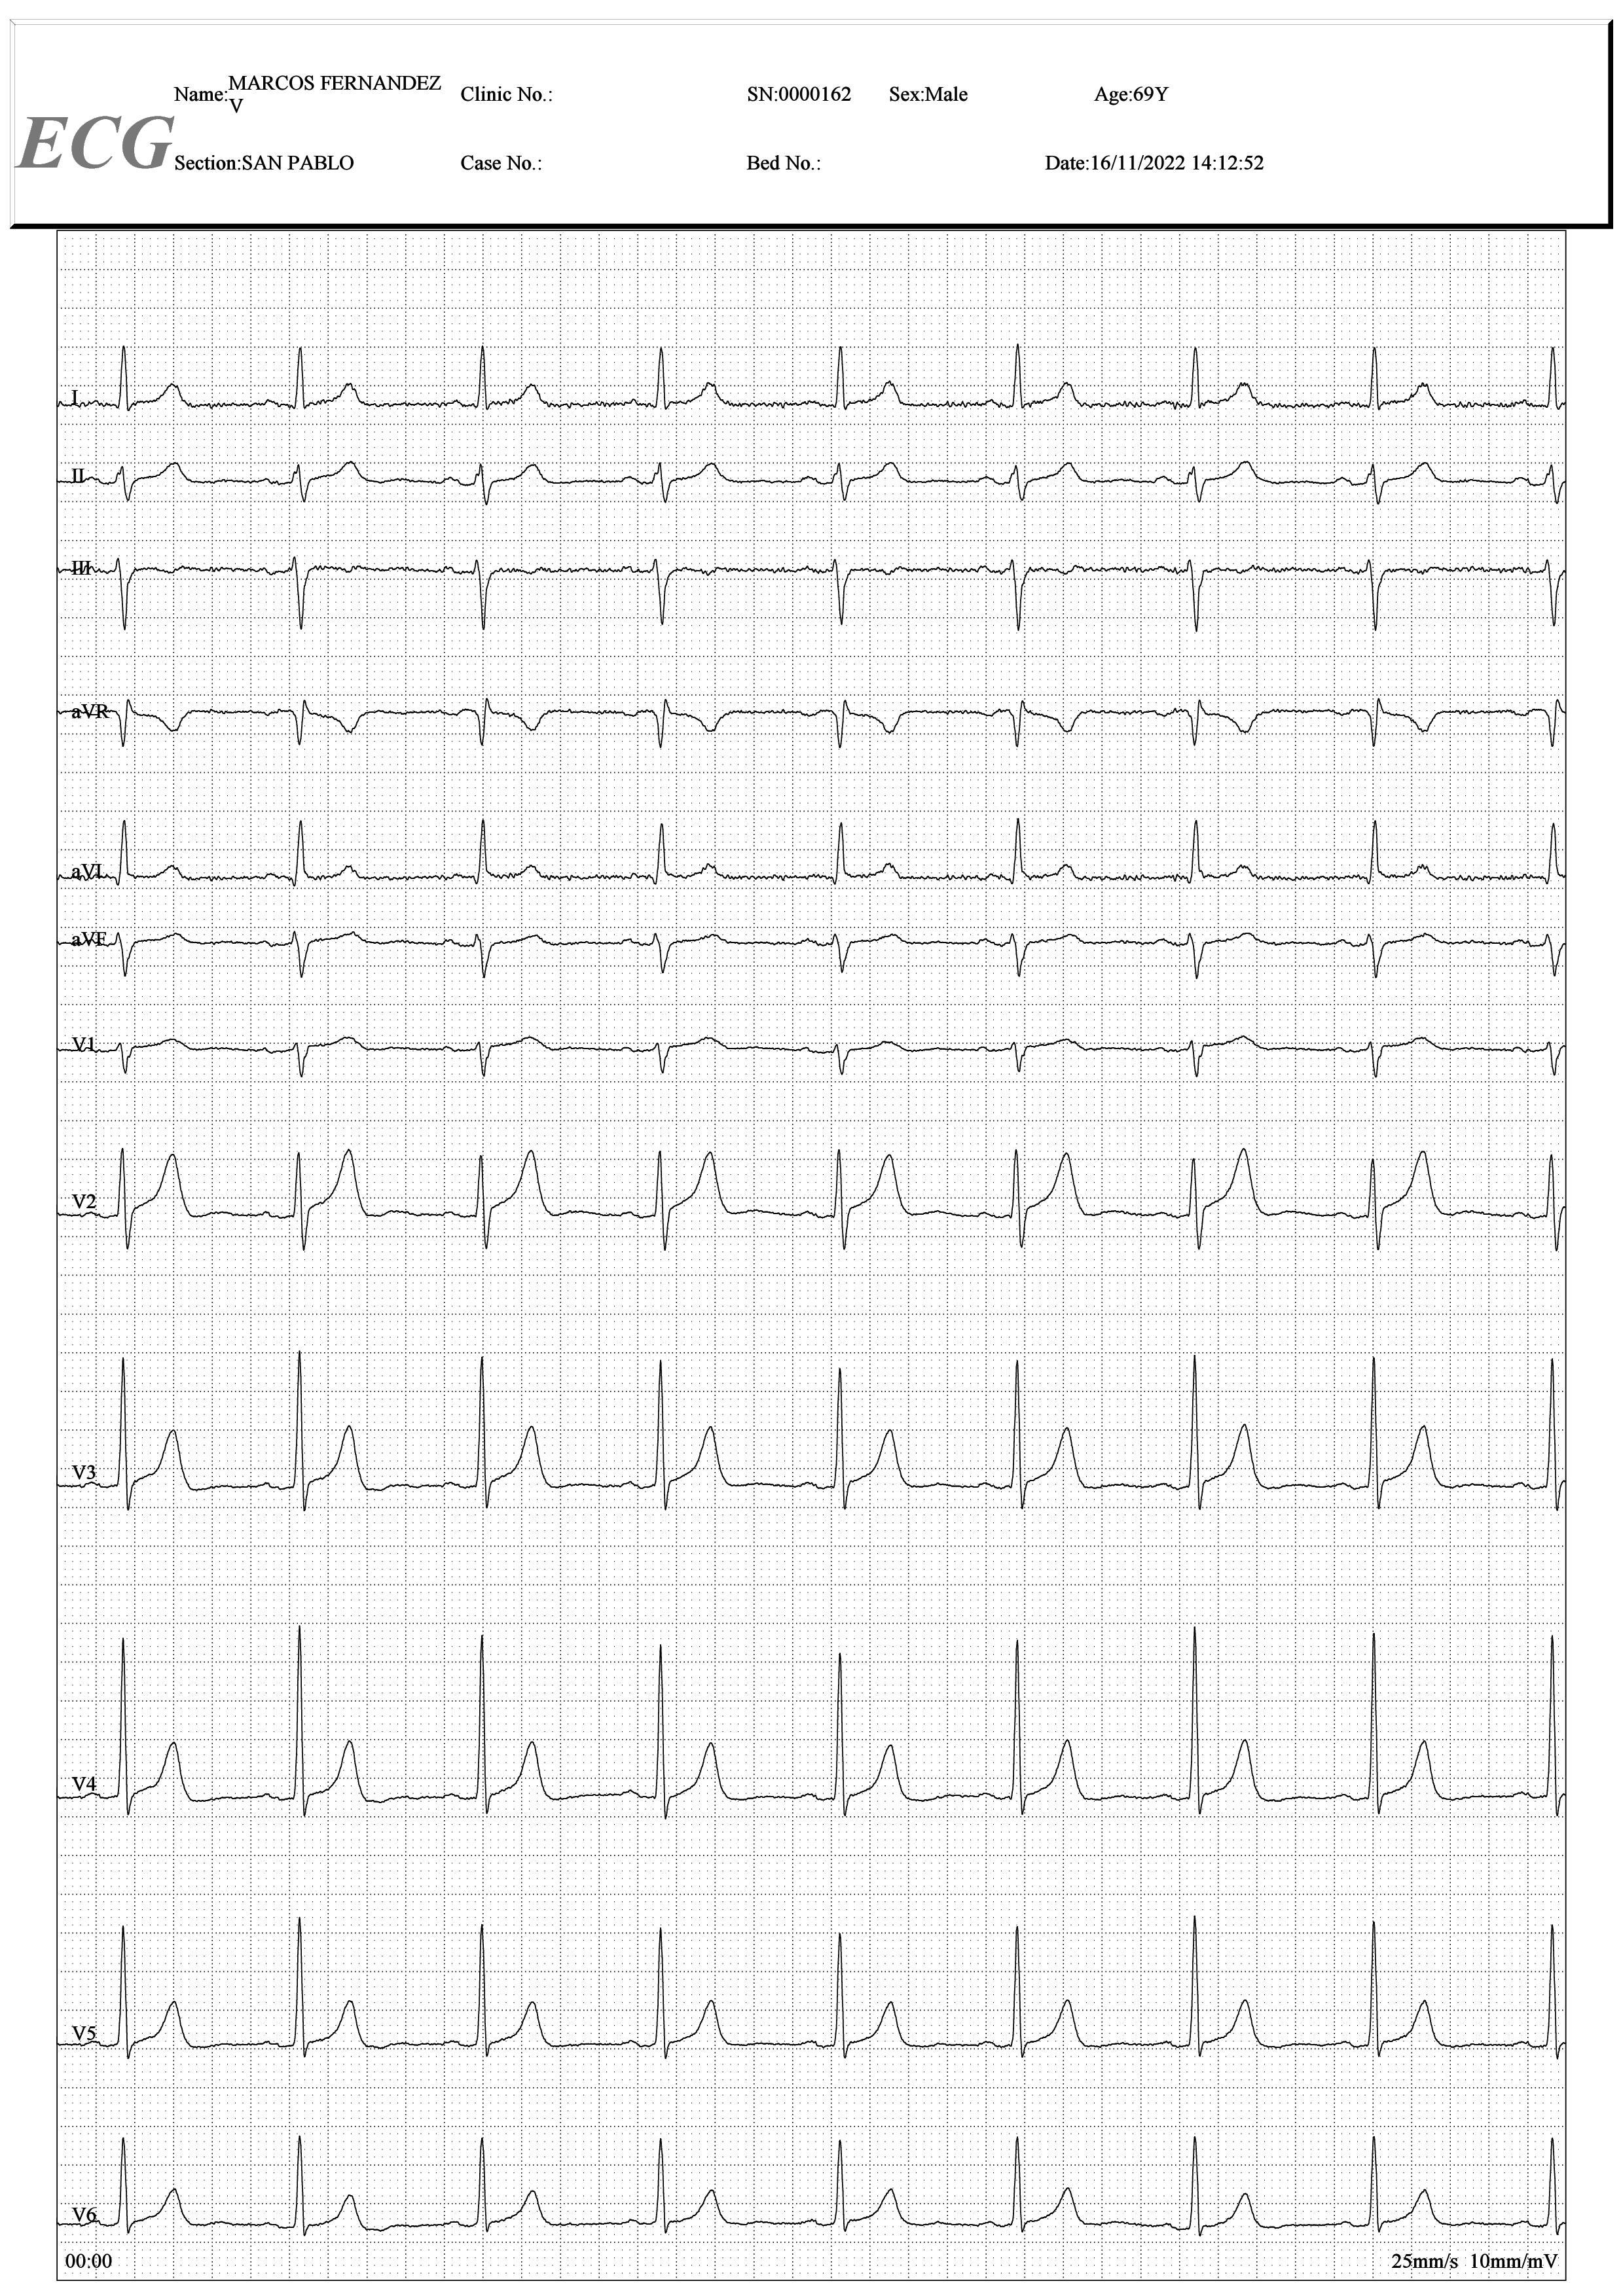 ECG
Name:MARCOS FERNANDEZ V
Clinic No.:
SN:0000162
Sex:Male
Age:69Y
Section:SAN PABLO
Case No.:
Bed No.:
Date:16/11/2022 14:12:52
I
II
III
aVR
aVL
aVF
V1
V2
V3
V4
V5
V6
00:00
25mm/s 10mm/mV